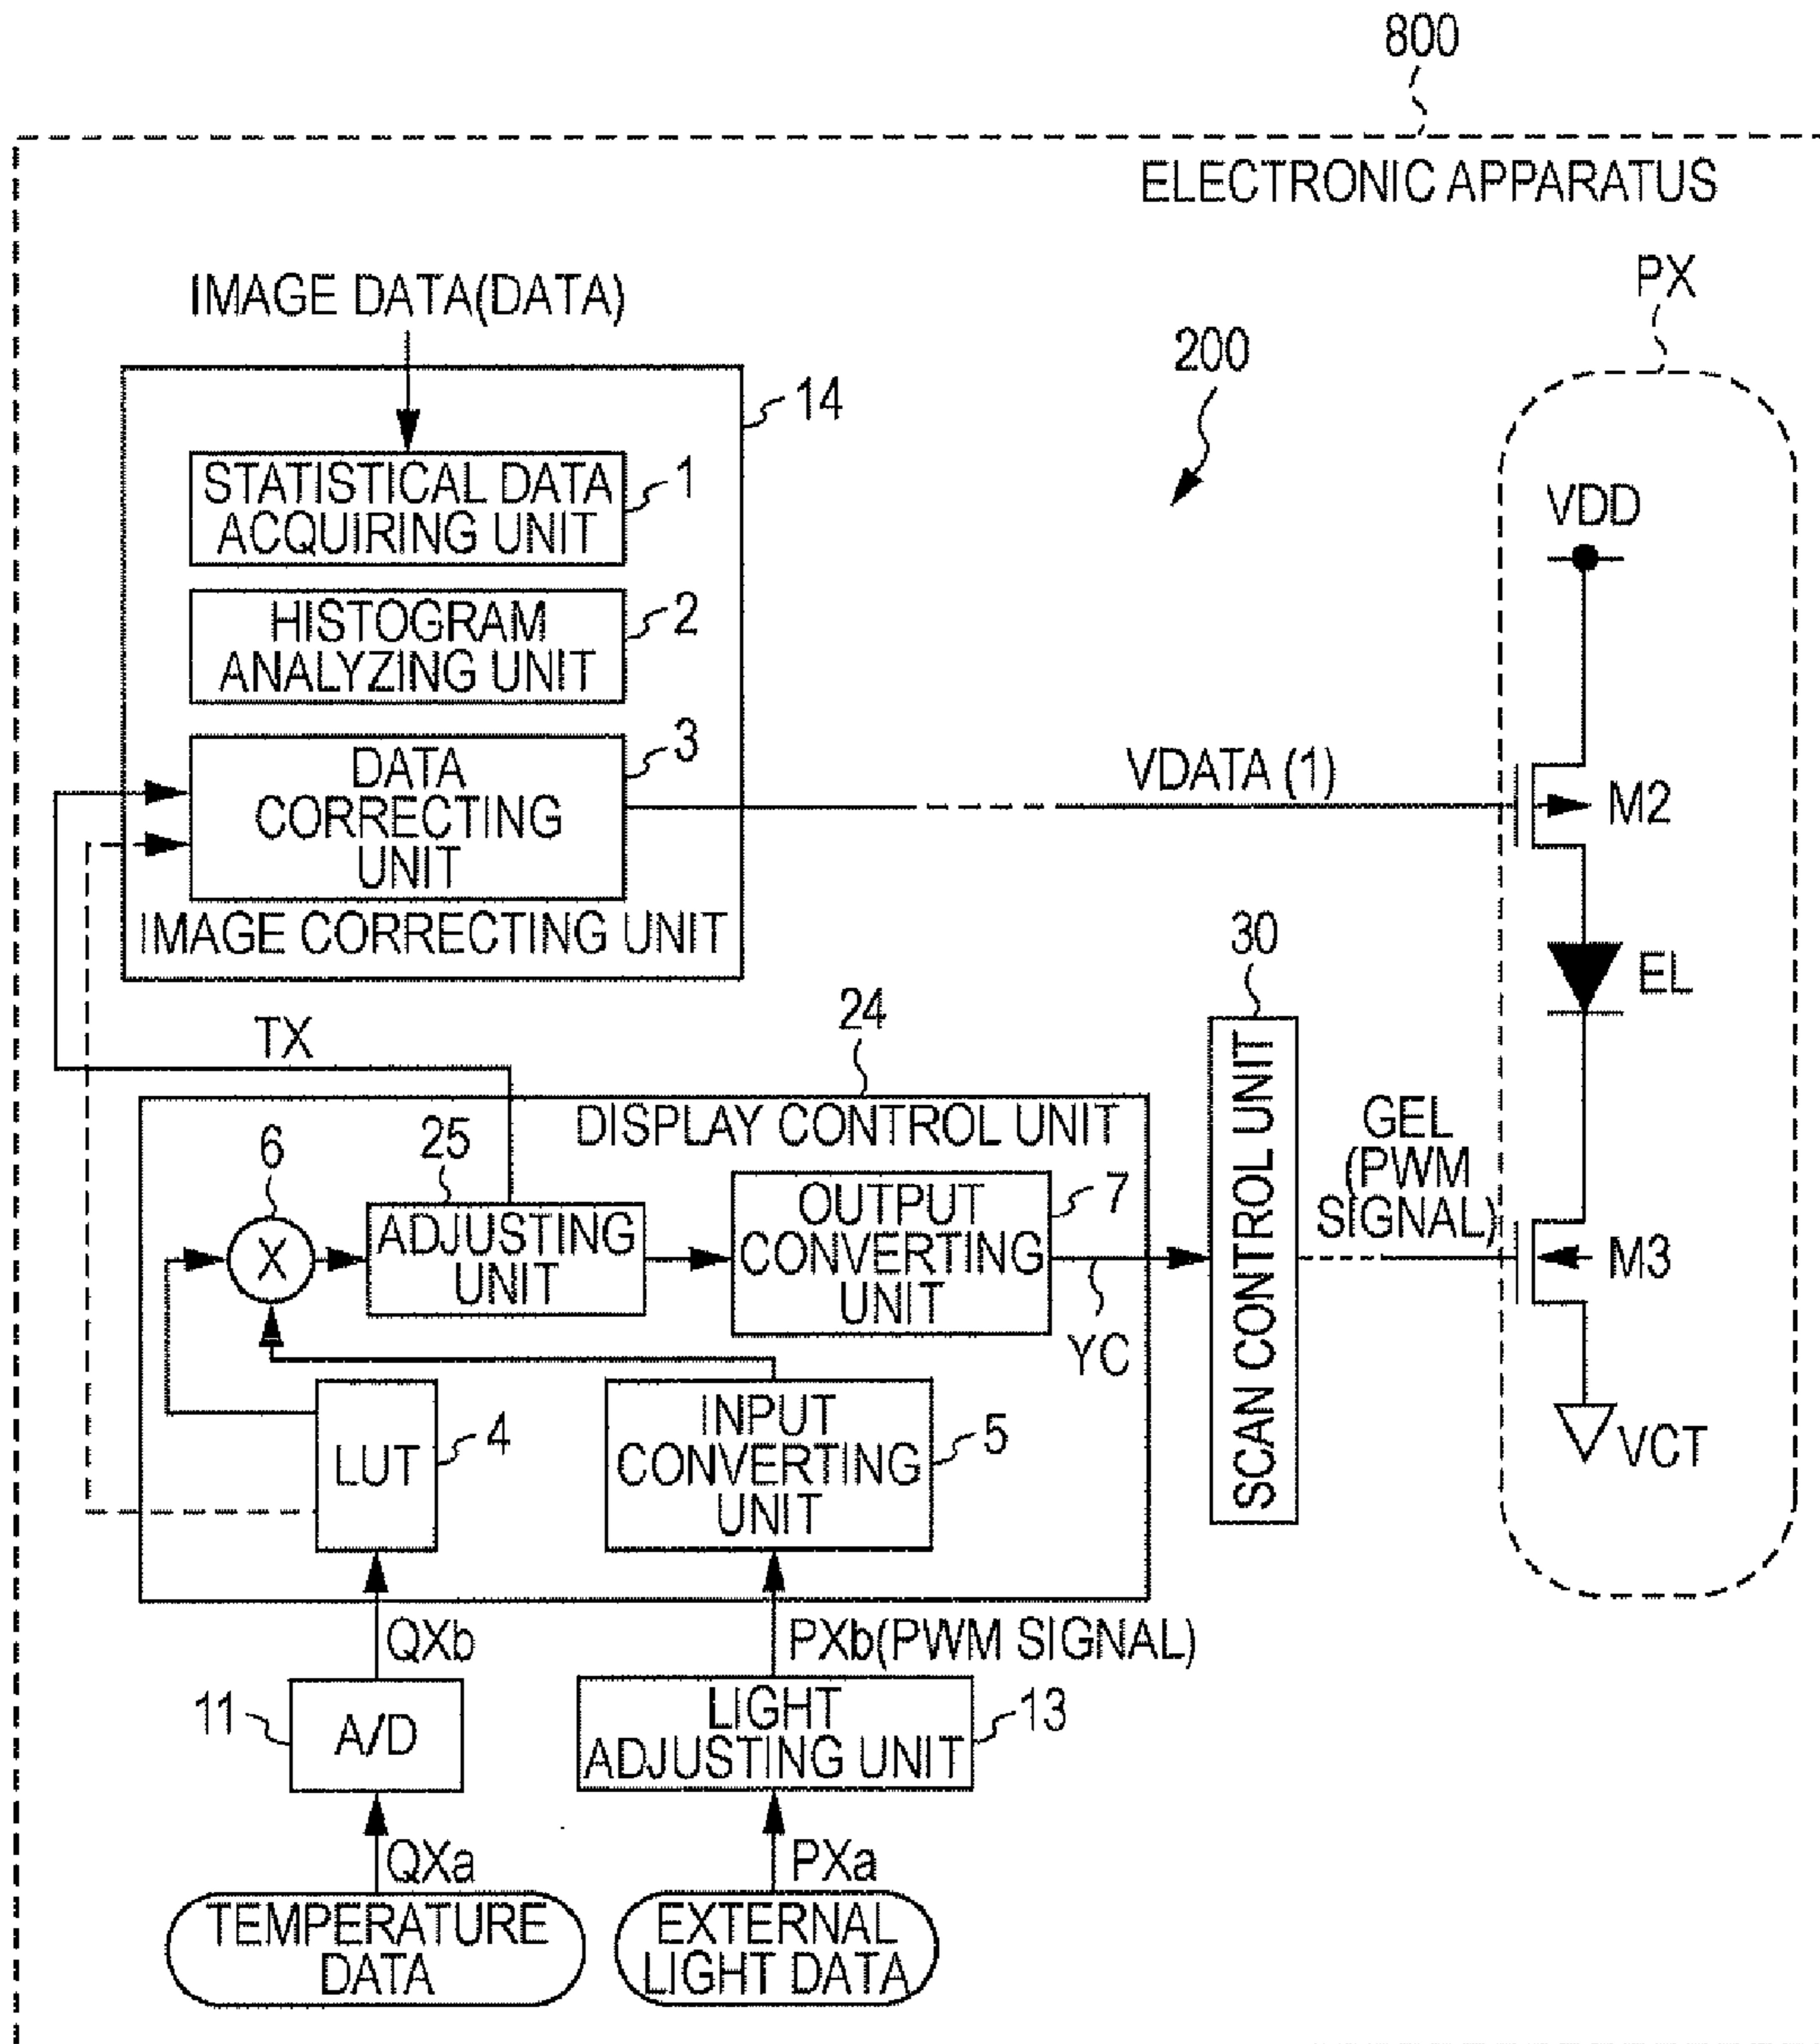 800
ELECTRONIC APPARATUS
IMAGE DATA(DATA)
PX
200
14
STATISTICAL DATA
ACQUIRING UNIT
1
VDD
HISTOGRAM
ANALYZING UNIT
2
DATA
CORRECTING
UNIT
3
VDATA (1)
M2
IMAGE CORRECTING UNIT
EL
TX
24
30
DISPLAY CONTROL UNIT
6
25
X
ADJUSTING
UNIT
OUTPUT
CONVERTING
UNIT
7
YC
SCAN CONTROL UNIT
GEL
(PWM
SIGNAL)
M3
LUT
4
INPUT
CONVERTING
UNIT
5
VCT
QXb
PXb(PWM SIGNAL)
11
A/D
LIGHT
ADJUSTING UNIT
13
QXa
PXa
TEMPERATURE
DATA
EXTERNAL
LIGHT DATA